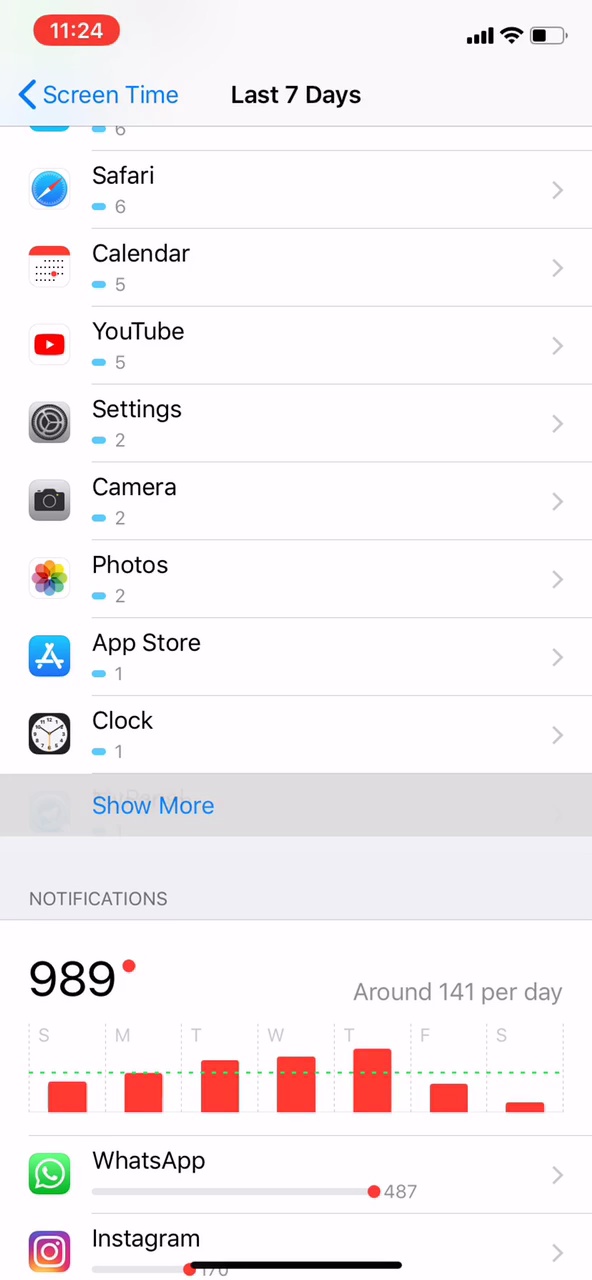 11:24
Screen Time
Last 7 Days
6
Safari
6
Calendar
5
YouTube
5
Settings
2
Camera
2
Photos
2
App Store
1
Clock
1
Show More
NOTIFICATIONS
989
Around 141 per day
S M T W T F S
WhatsApp
487
Instagram